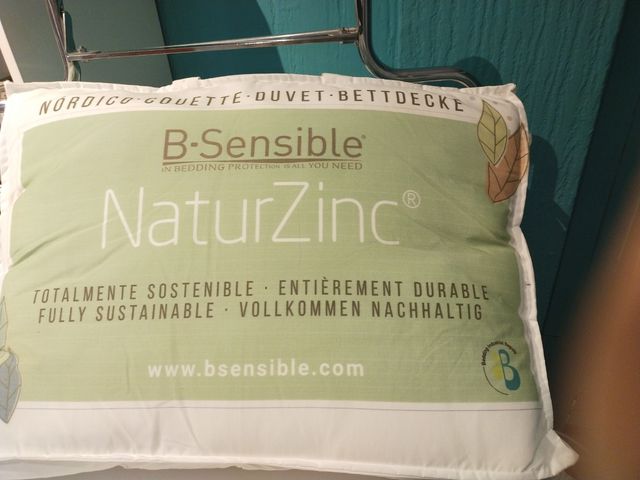 NÓRDICO·COUETTE·DUVET·BETTDECKE
B-Sensible®
IN BEDDING PROTECTION IS ALL YOU NEED
NaturZinc®
TOTALMENTE SOSTENIBLE · ENTIÈREMENT DURABLE
FULLY SUSTAINABLE · VOLLKOMMEN NACHHALTIG
www.bsensible.com
B